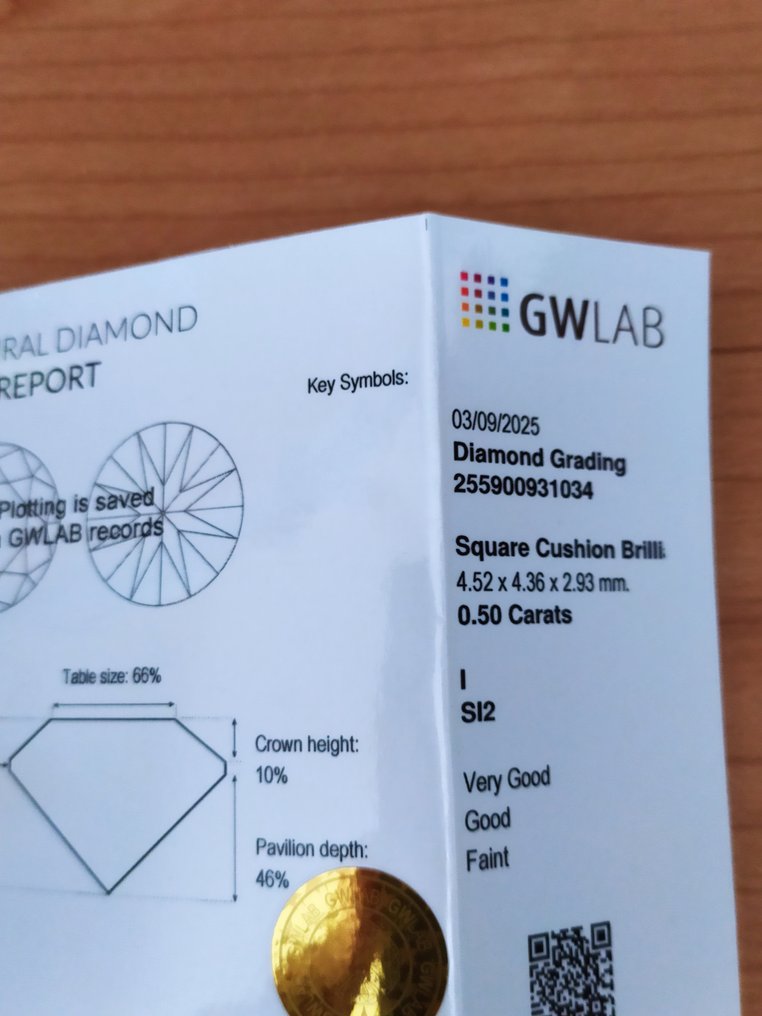 RAL DIAMOND
REPORT
Key Symbols:
Plotting is saved
GWLAB records
Table size: 66%
Crown height:
10%
Pavilion depth:
46%
GWLAB
03/09/2025
Diamond Grading
255900931034
Square Cushion Brilli
4.52 x 4.36 x 2.93 mm.
0.50 Carats
I
SI2
Very Good
Good
Faint
GWLAB GWLAB